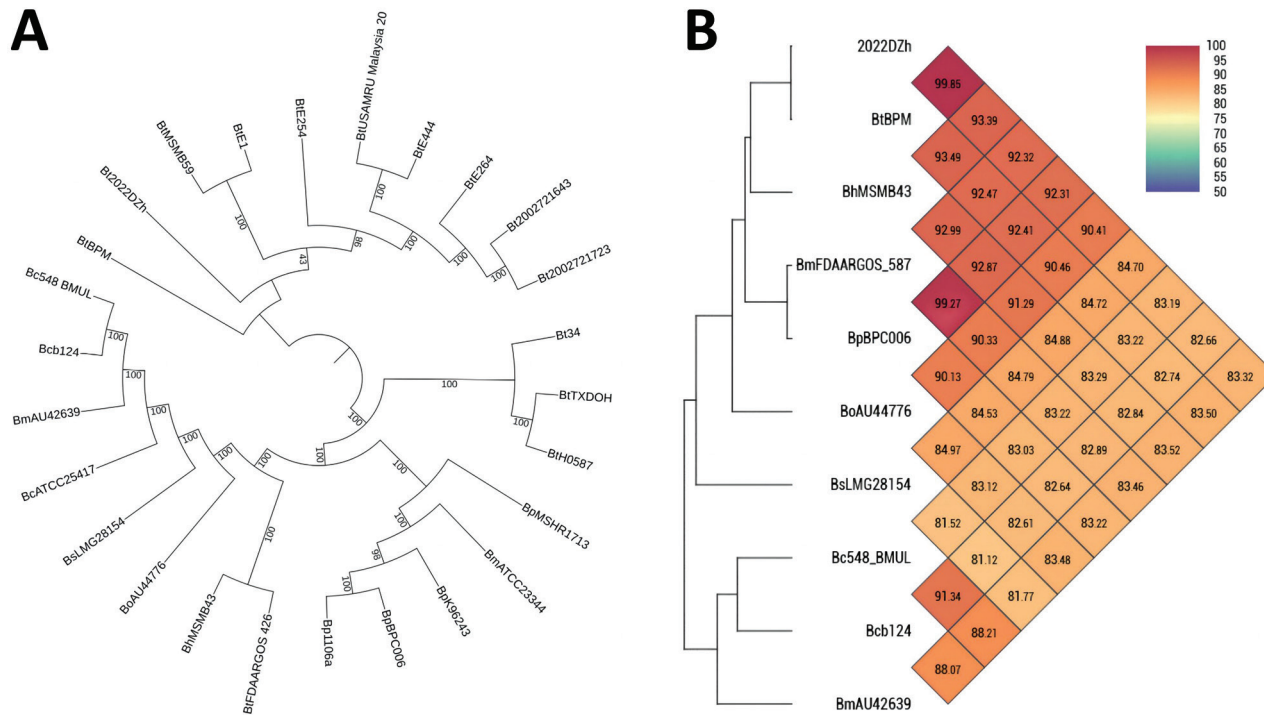 A
BtUSAMRU Malaysia 20
BtE254
BtE444
BtE1
BtMSMB59
BtE264
Bt2022DZh
Bt2002721643
BtBPM
Bt2002721723
Bc548 BMUL
Bcb124
BmAU42639
BcATCC25417
BsLMG28154
BoAU44776
BhMSMB43
BtFDAARGOS 426
Bp1106a
BpBPC006
BpK96243
BmATCC23344
BpMSHR1713
BtH0587
BtTXDOH
Bt34
100
100
98
43
100
100
100
100
100
100
100
100
100
100
100
100
100
100
98
100
100
100
B
2022DZh
BtBPM
BhMSMB43
BmFDAARGOS_587
BpBPC006
BoAU44776
BsLMG28154
Bc548_BMUL
Bcb124
BmAU42639
99.85
93.39
93.49 92.32
92.47 92.31
92.99 92.41 90.41
92.87 90.46 84.70
99.27 91.29 84.72 83.19
90.33 84.88 83.22 82.66
90.13 84.79 83.29 82.74 83.32
84.53 83.22 82.84 83.50
84.97 83.03 82.89 83.52
83.12 82.64 83.46
81.52 82.61 83.22
81.12 83.48
91.34 81.77
88.21
88.07
100
95
90
85
80
75
70
65
60
55
50